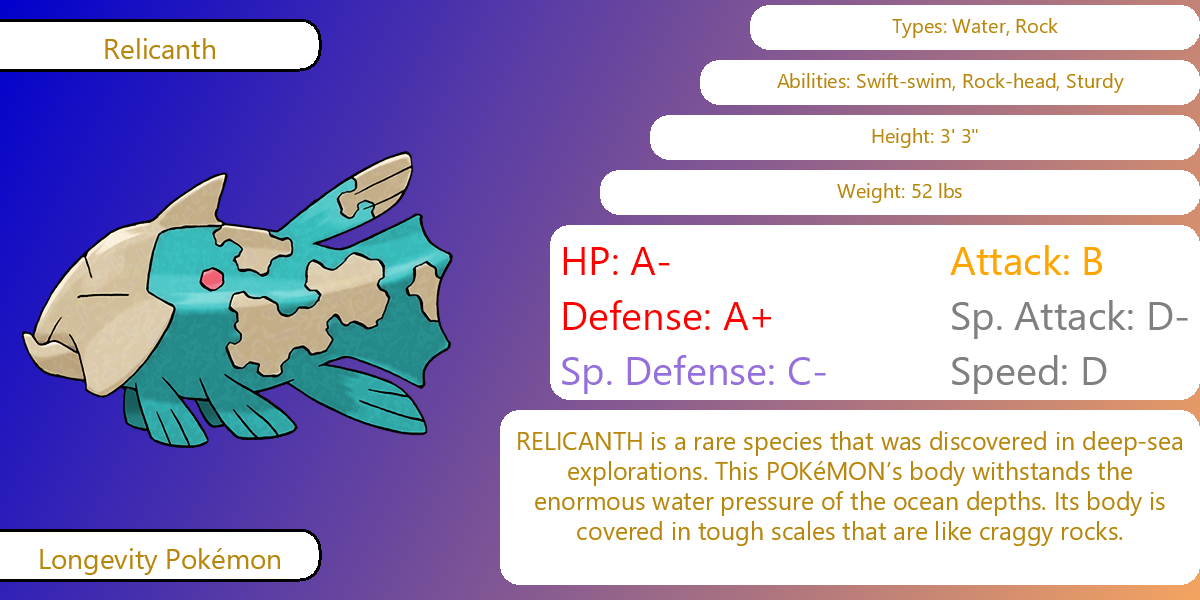 Relicanth
Types: Water, Rock
Abilities: Swift-swim, Rock-head, Sturdy
Height: 3' 3"
Weight: 52 lbs
HP: A-
Attack: B
Defense: A+
Sp. Attack: D-
Sp. Defense: C-
Speed: D
RELICANTH is a rare species that was discovered in deep-sea
explorations. This POKéMON’s body withstands the
enormous water pressure of the ocean depths. Its body is
covered in tough scales that are like craggy rocks.
Longevity Pokémon